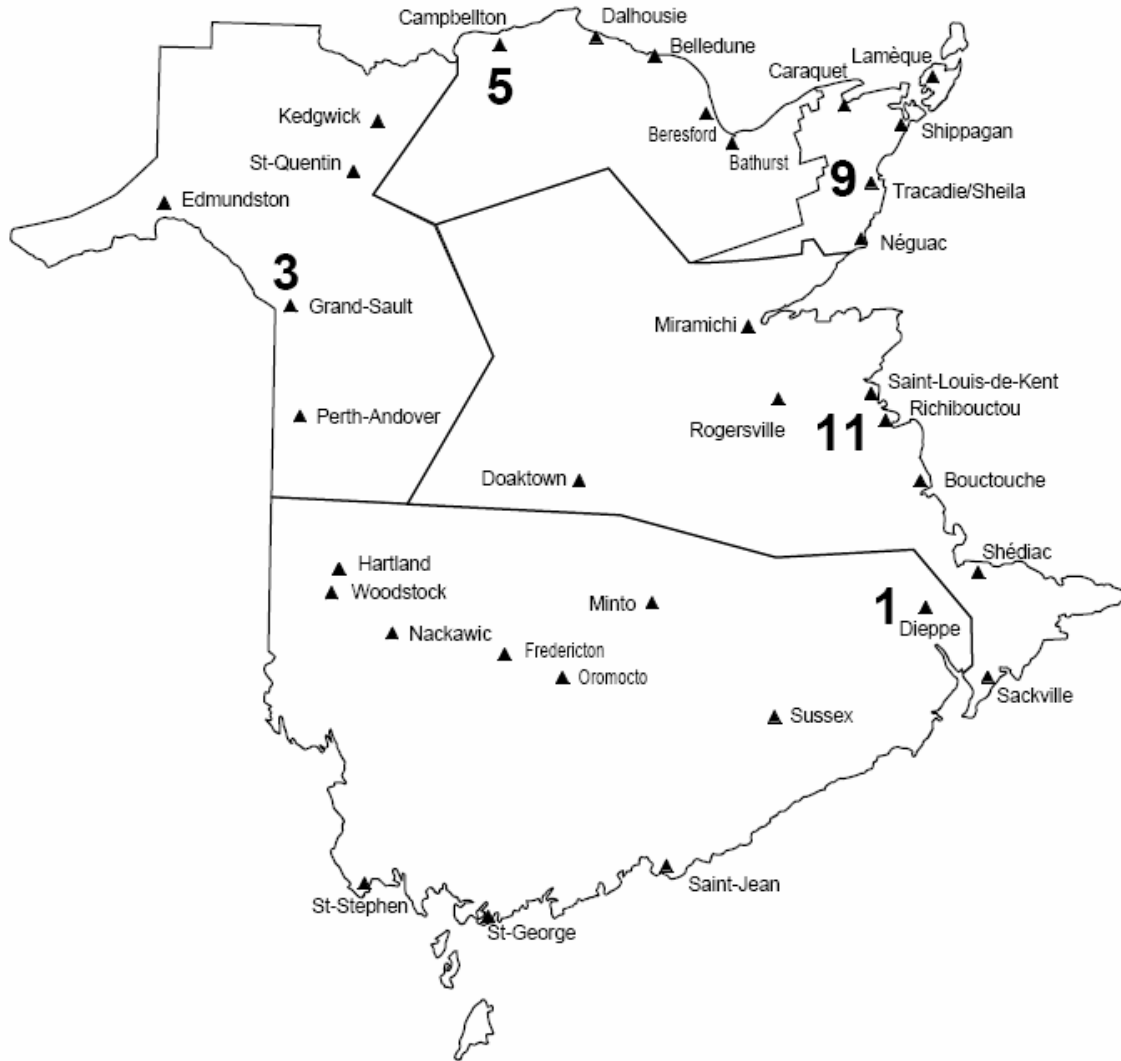 Campbellton
Dalhousie
Belledune
5
Lamèque
Caraquet
Kedgwick
Beresford
Shippagan
Bathurst
St-Quentin
9
Tracadie/Sheila
Edmundston
Néguac
3
Grand-Sault
Miramichi
Saint-Louis-de-Kent
Perth-Andover
Richibouctou
Rogersville
11
Doaktown
Bouctouche
Shédiac
Hartland
Woodstock
Minto
1
Dieppe
Nackawic
Fredericton
Oromocto
Sackville
Sussex
Saint-Jean
St-Stephen
St-George